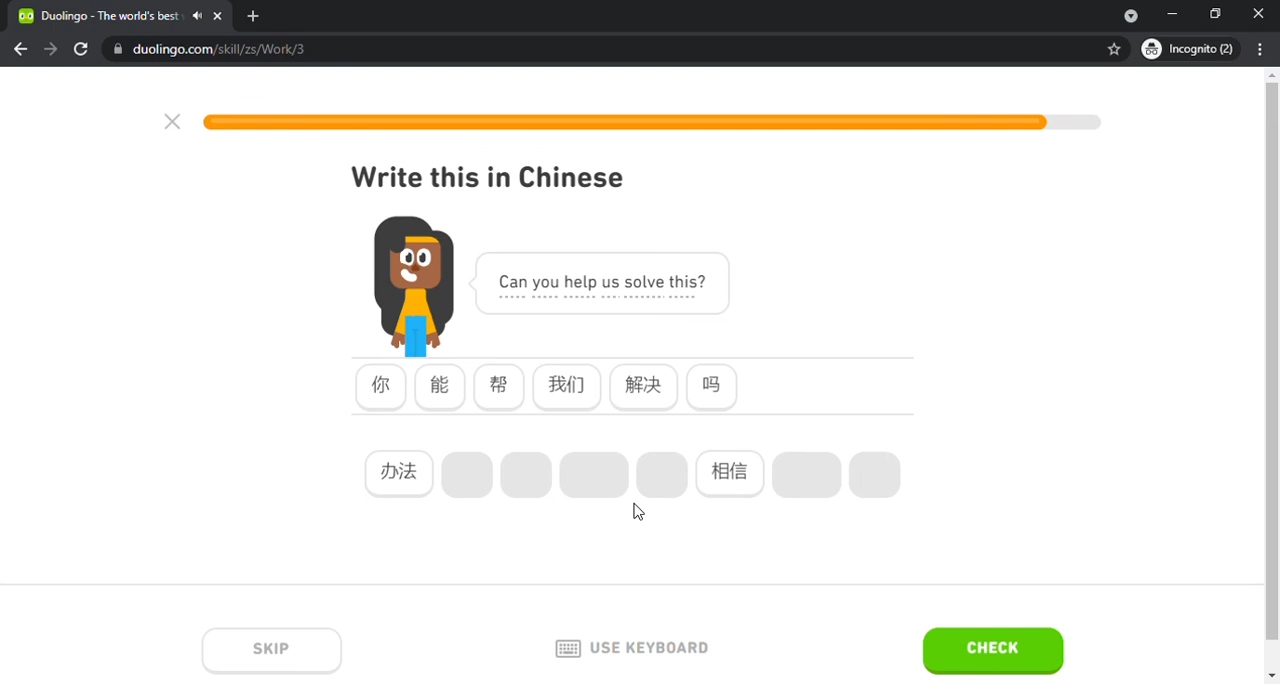 Duolingo - The world's best
duolingo.com/skill/zs/Work/3
Incognito (2)
Write this in Chinese
Can you help us solve this?
你 能 帮 我们 解决 吗
办法 相信
SKIP
USE KEYBOARD
CHECK